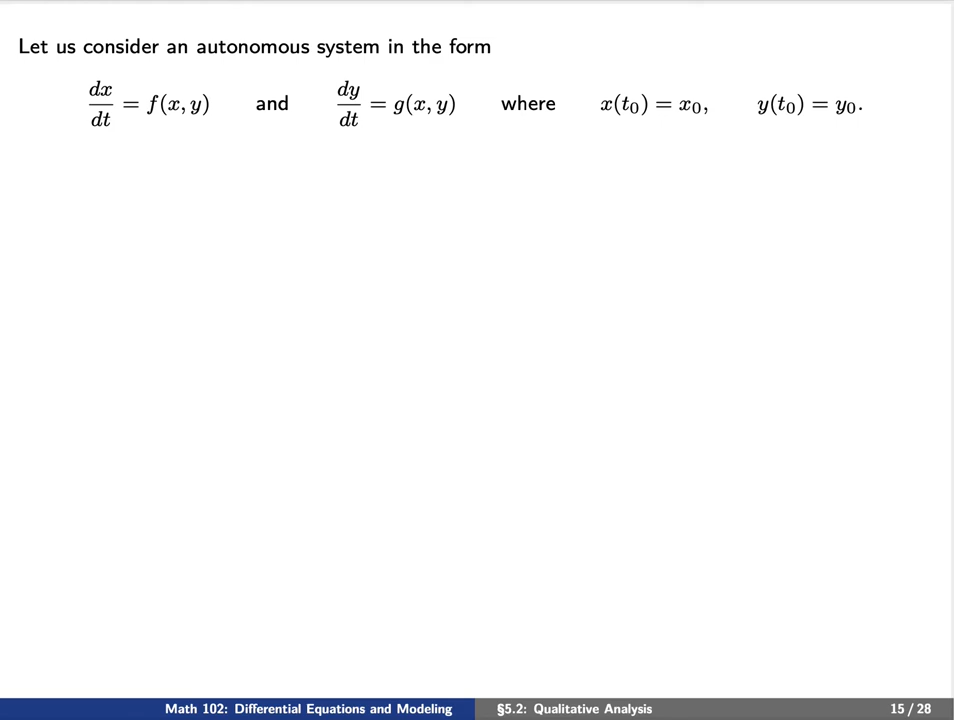 Let us consider an autonomous system in the form
dx/dt = f(x, y) and dy/dt = g(x, y) where x(t₀) = x₀, y(t₀) = y₀.
Math 102: Differential Equations and Modeling §5.2: Qualitative Analysis 15 / 28